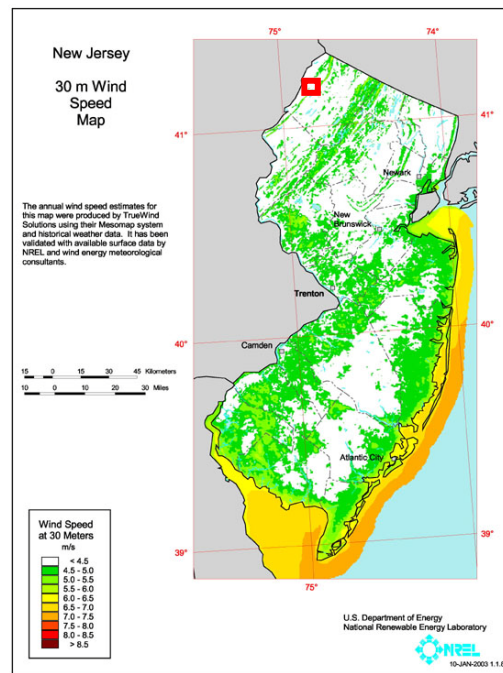 New Jersey
30 m Wind
Speed
Map
The annual wind speed estimates for
this map were produced by TrueWind
Solutions using their Mesomap system
and historical weather data. It has been
validated with available surface data by
NREL and wind energy meteorological
consultants.
15 0 15 30 45 Kilometers
10 0 10 20 30 Miles
75°
74°
41°
41°
Newark
New
Brunswick
Trenton
40°
40°
Camden
Atlantic City
39°
39°
75°
Wind Speed
at 30 Meters
m/s
< 4.5
4.5 - 5.0
5.0 - 5.5
5.5 - 6.0
6.0 - 6.5
6.5 - 7.0
7.0 - 7.5
7.5 - 8.0
8.0 - 8.5
> 8.5
U.S. Department of Energy
National Renewable Energy Laboratory
NREL
10-JAN-2003 1.1.6